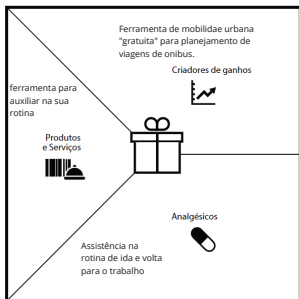 Ferramenta de mobilidae urbana
"gratuita" para planejamento de
viagens de onibus.
Criadores de ganhos
ferramenta para
auxiliar na sua
rotina
Produtos
e Serviços
Analgésicos
Assistência na
rotina de ida e volta
para o trabalho